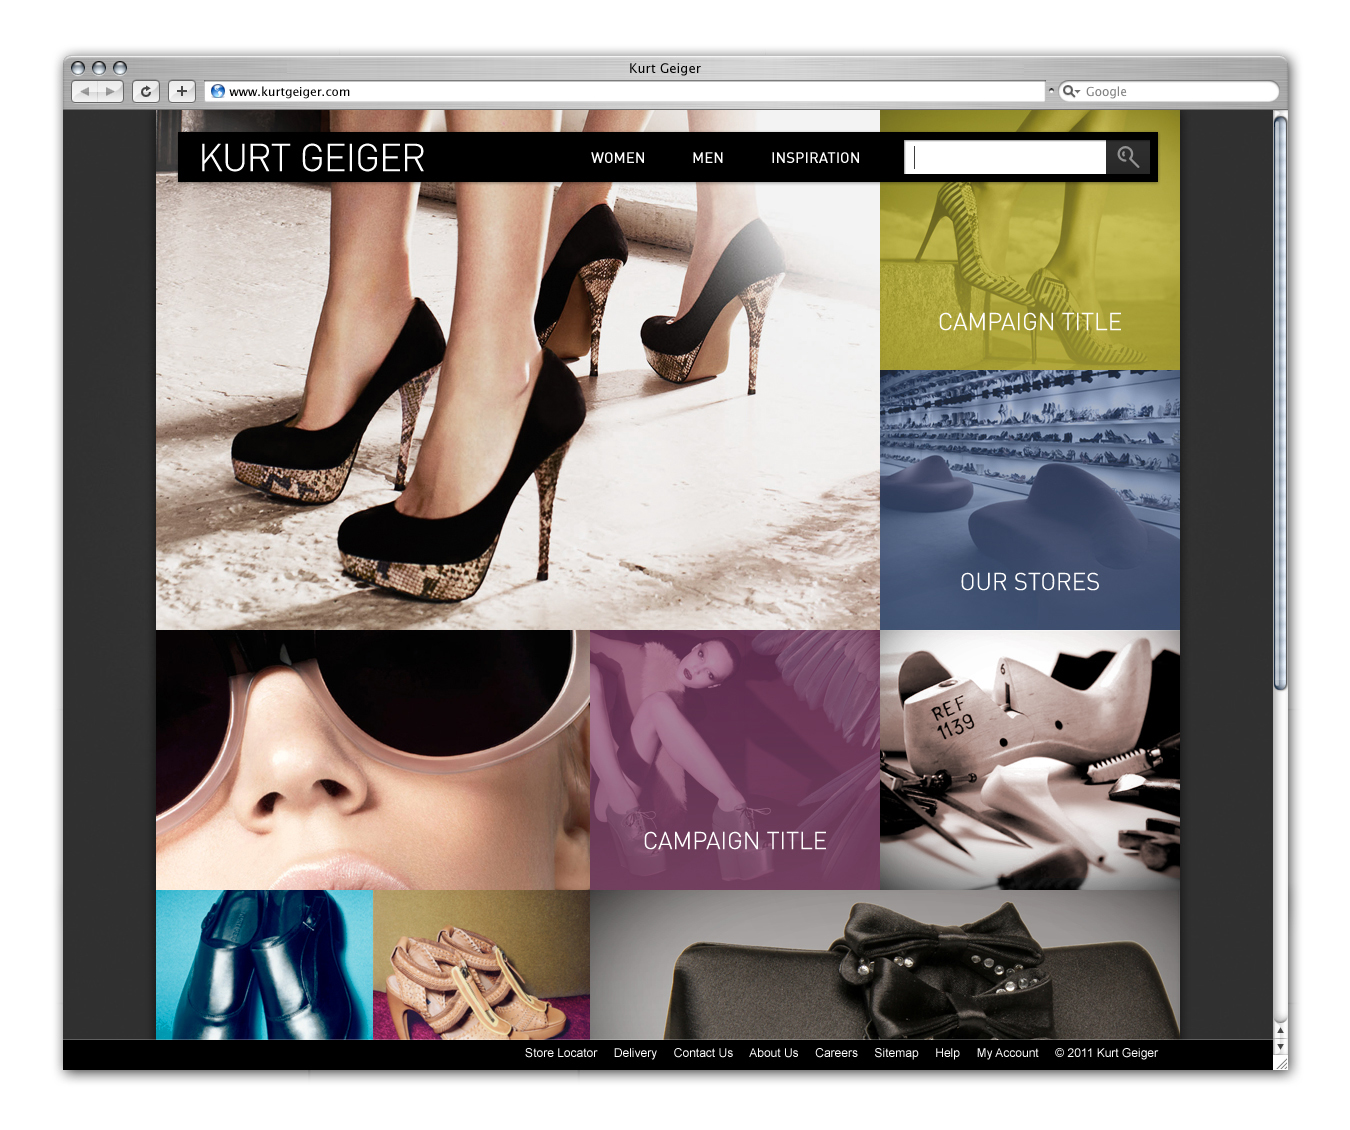 Kurt Geiger
www.kurtgeiger.com
Google
KURT GEIGER
WOMEN MEN INSPIRATION
CAMPAIGN TITLE
OUR STORES
6
REF
1139
CAMPAIGN TITLE
Store Locator Delivery Contact Us About Us Careers Sitemap Help My Account © 2011 Kurt Geiger